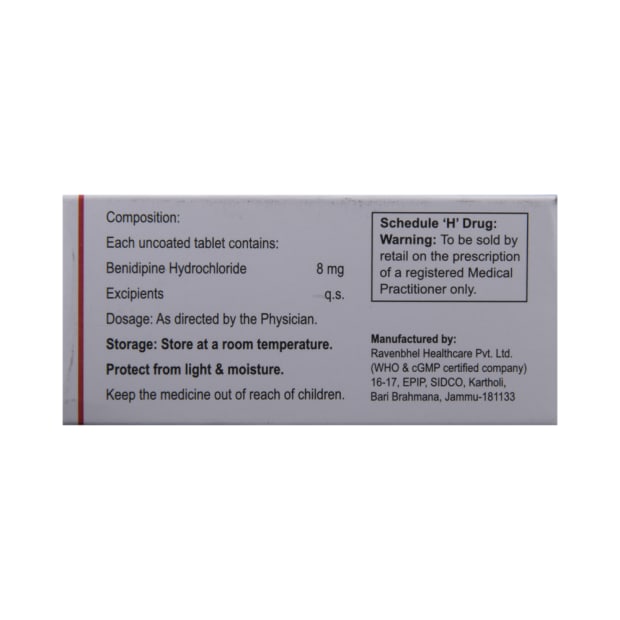 Composition:
Each uncoated tablet contains:
Benidipine Hydrochloride 8 mg
Excipients q.s.
Dosage: As directed by the Physician.
Storage: Store at a room temperature.
Protect from light & moisture.
Keep the medicine out of reach of children.
Schedule ‘H’ Drug:
Warning: To be sold by
retail on the prescription
of a registered Medical
Practitioner only.
Manufactured by:
Ravenbhel Healthcare Pvt. Ltd.
(WHO & cGMP certified company)
16-17, EPIP, SIDCO, Kartholi,
Bari Brahmana, Jammu-181133